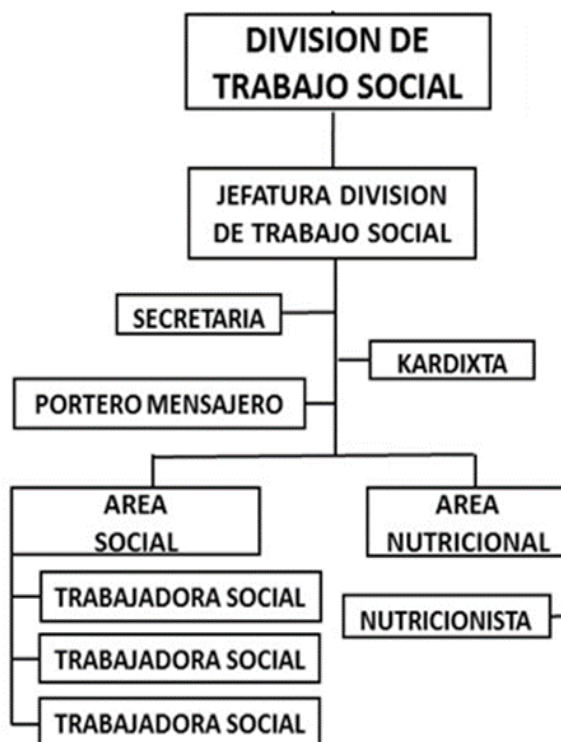 DIVISION DE
TRABAJO SOCIAL
JEFATURA DIVISION
DE TRABAJO SOCIAL
SECRETARIA
KARDIXTA
PORTERO MENSAJERO
AREA
SOCIAL
AREA
NUTRICIONAL
TRABAJADORA SOCIAL
NUTRICIONISTA
TRABAJADORA SOCIAL
TRABAJADORA SOCIAL